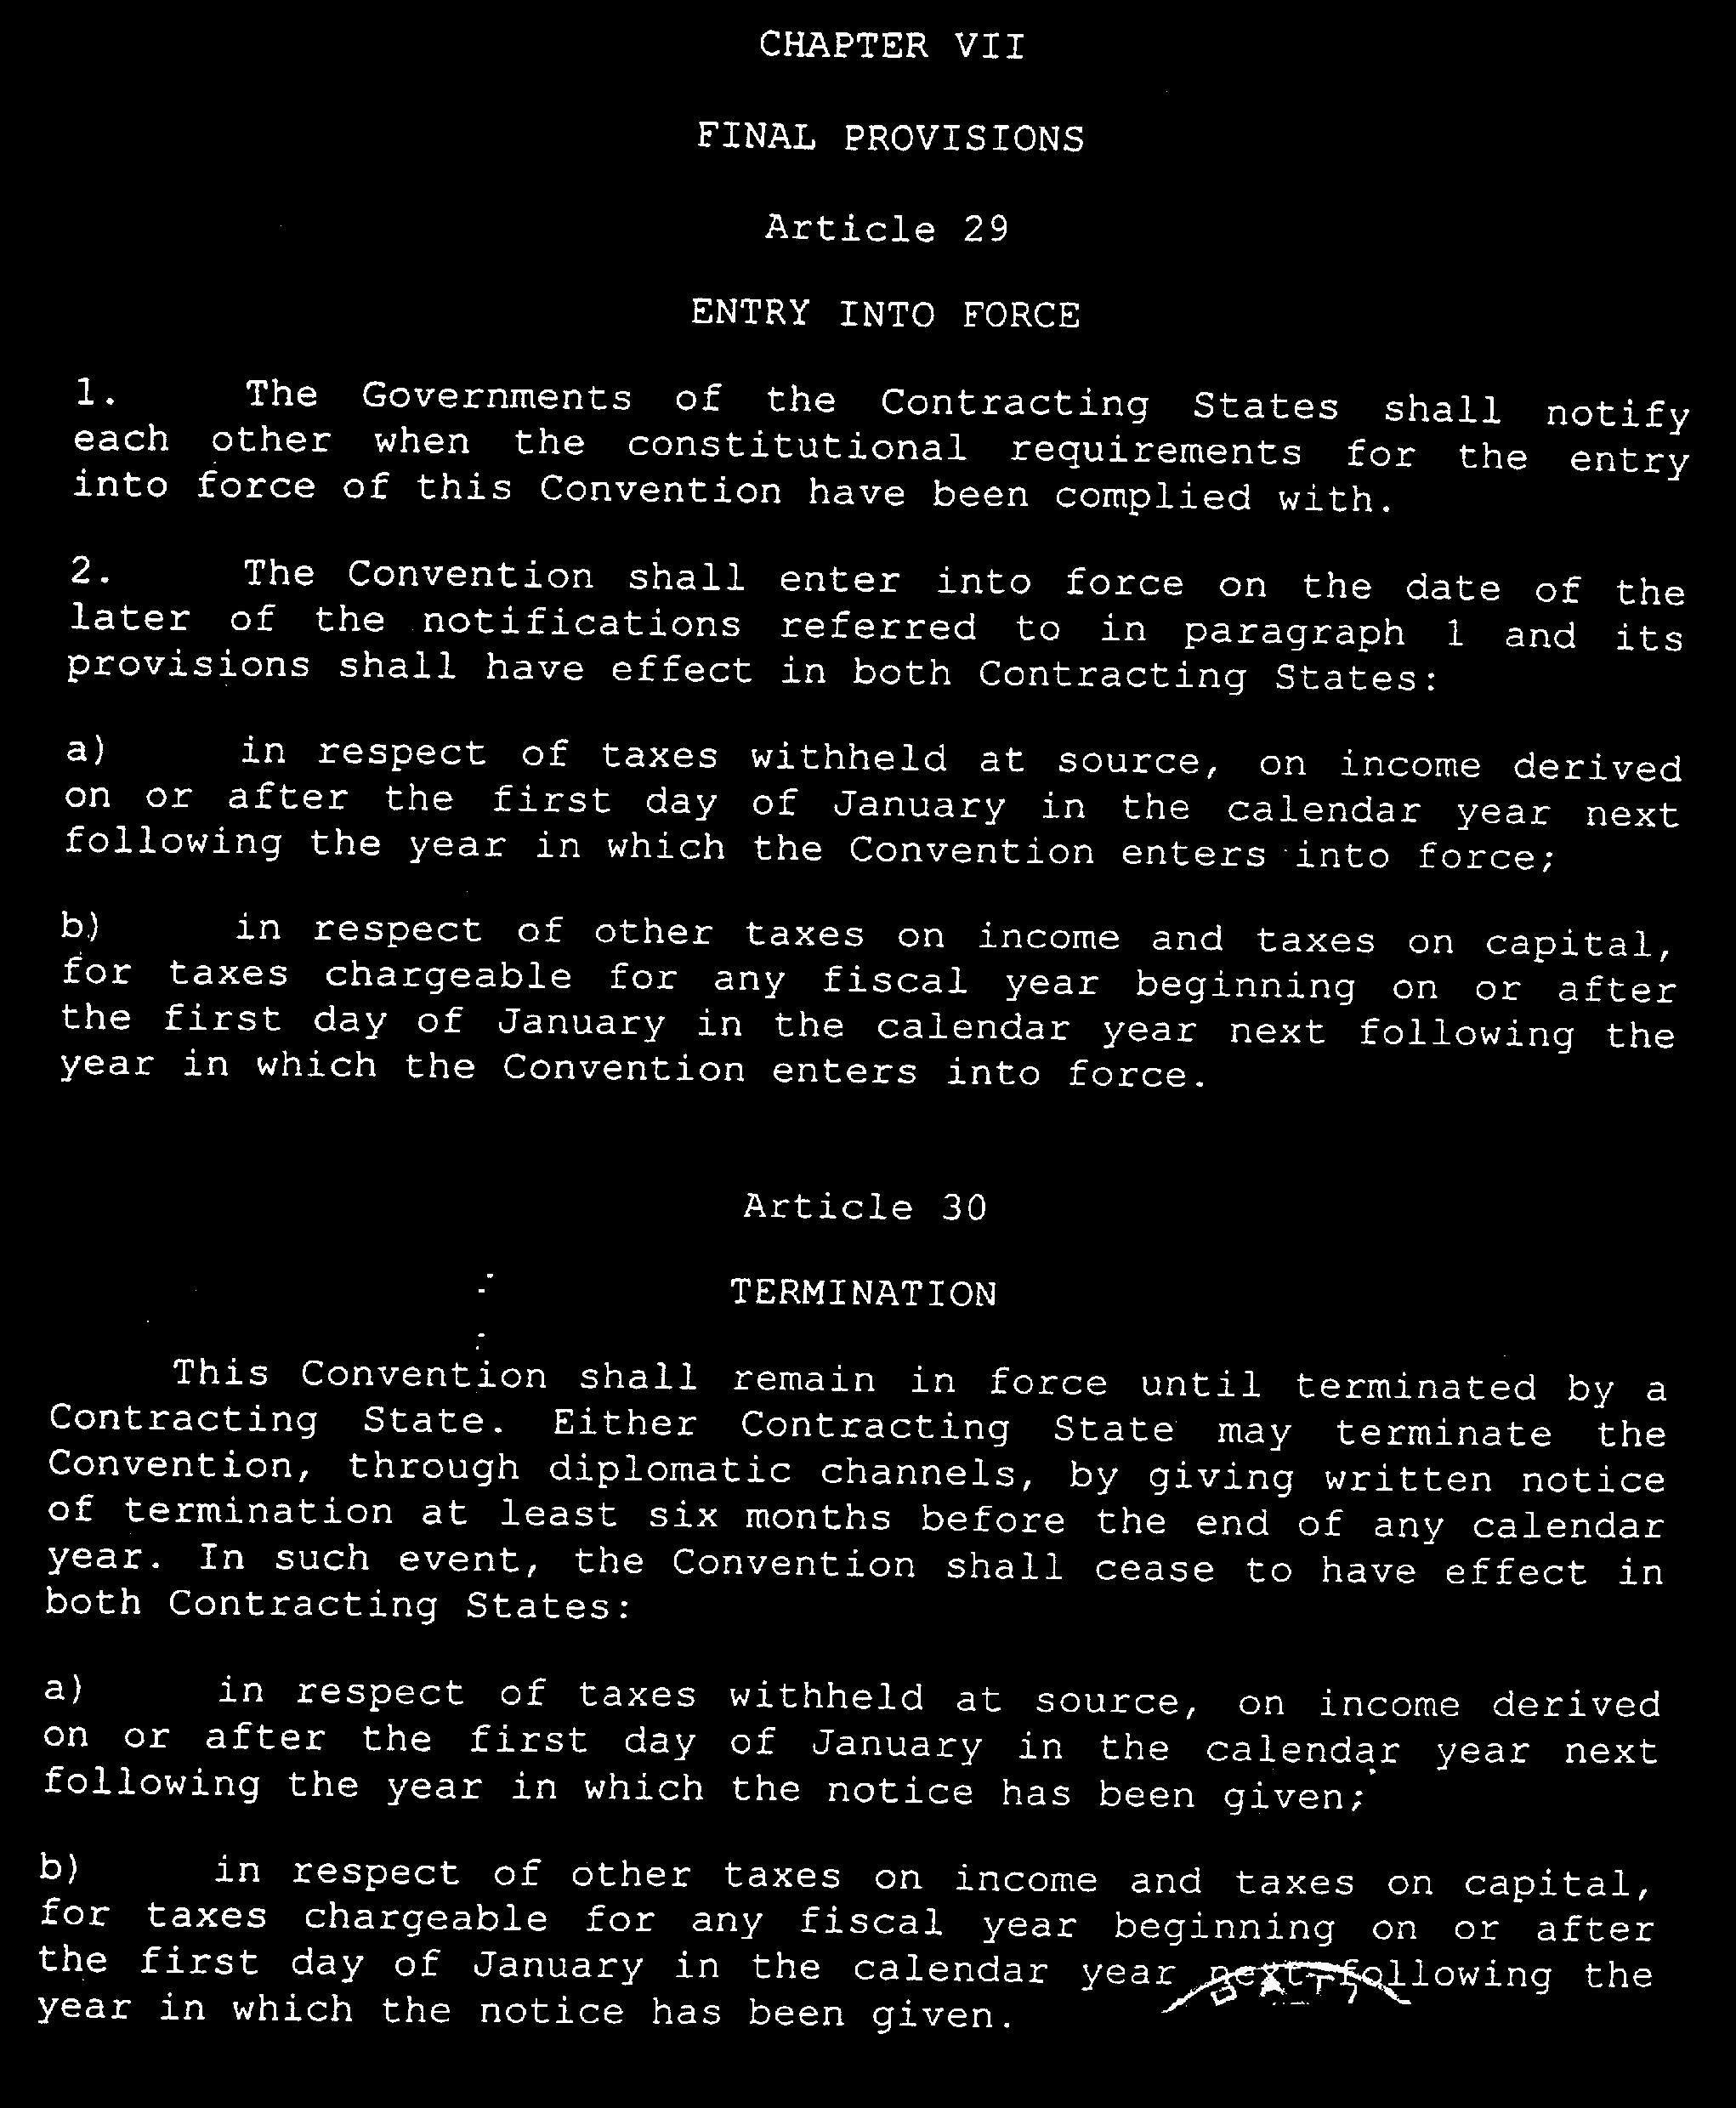 CHAPTER VII
FINAL PROVISIONS
Article 29
ENTRY INTO FORCE
1. The Governments of the Contracting States shall notify
each other when the constitutional requirements for the entry
into force of this Convention have been complied with.
2. The Convention shall enter into force on the date of the
later of the notifications referred to in paragraph 1 and its
provisions shall have effect in both Contracting States:
a) in respect of taxes withheld at source, on income derived
on or after the first day of January in the calendar year next
following the year in which the Convention enters into force;
b) in respect of other taxes on income and taxes on capital,
for taxes chargeable for any fiscal year beginning on or after
the first day of January in the calendar year next following the
year in which the Convention enters into force.
Article 30
TERMINATION
This Convention shall remain in force until terminated by a
Contracting State. Either Contracting State may terminate the
Convention, through diplomatic channels, by giving written notice
of termination at least six months before the end of any calendar
year. In such event, the Convention shall cease to have effect in
both Contracting States:
a) in respect of taxes withheld at source, on income derived
on or after the first day of January in the calendar year next
following the year in which the notice has been given;
b) in respect of other taxes on income and taxes on capital,
for taxes chargeable for any fiscal year beginning on or after
the first day of January in the calendar year next following the
year in which the notice has been given.